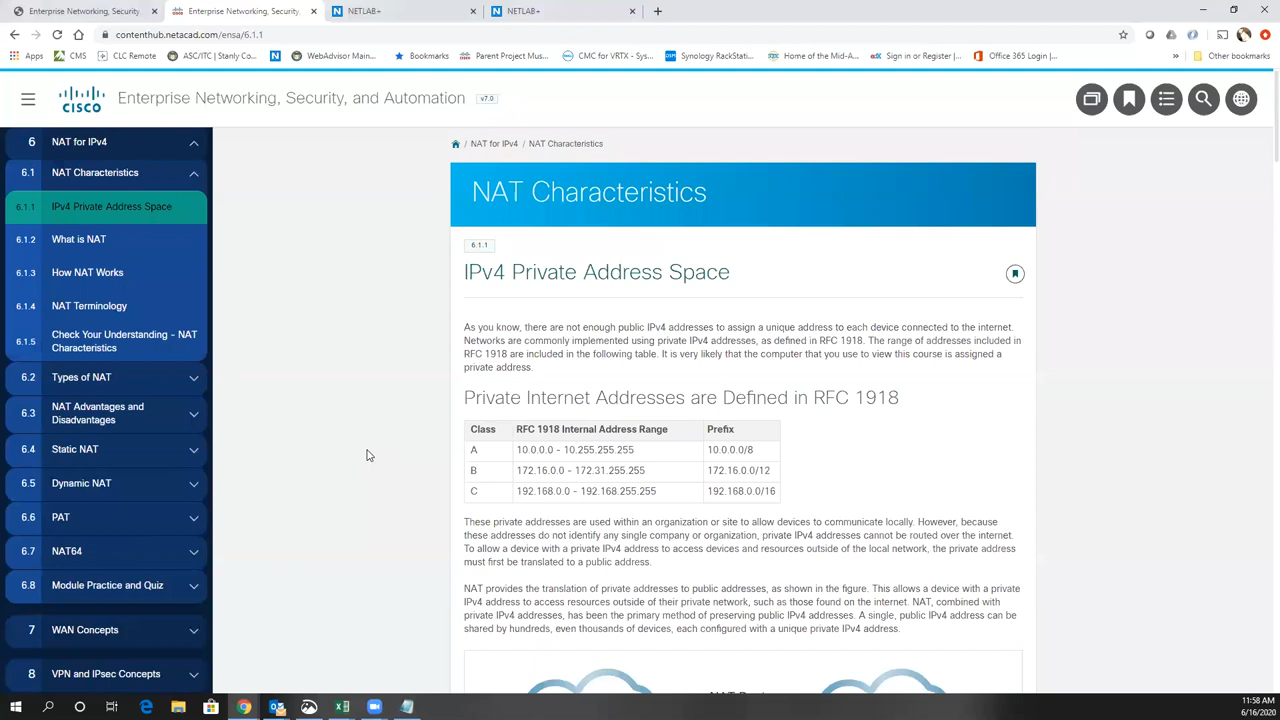 Enterprise Networking, Security,
Enterprise Networking, Security,
NETLAB+
NETLAB+
contenthub.netacad.com/ensa/6.1.1
Apps
CMS
CLC Remote
ASC/ITC | Stanly Co...
WebAdvisor Main...
Bookmarks
Parent Project Mus...
CMC for VRTX - Sys...
Synology RackStati...
Home of the Mid-A...
Sign in or Register |...
Office 365 Login |...
»
Other bookmarks
CISCO
Enterprise Networking, Security, and Automation
v7.0
6 NAT for IPv4
6.1 NAT Characteristics
6.1.1 IPv4 Private Address Space
6.1.2 What is NAT
6.1.3 How NAT Works
6.1.4 NAT Terminology
6.1.5 Check Your Understanding - NAT
Characteristics
6.2 Types of NAT
6.3 NAT Advantages and
Disadvantages
6.4 Static NAT
6.5 Dynamic NAT
6.6 PAT
6.7 NAT64
6.8 Module Practice and Quiz
7 WAN Concepts
8 VPN and IPsec Concepts
/ NAT for IPv4 / NAT Characteristics
NAT Characteristics
6.1.1
IPv4 Private Address Space
As you know, there are not enough public IPv4 addresses to assign a unique address to each device connected to the internet.
Networks are commonly implemented using private IPv4 addresses, as defined in RFC 1918. The range of addresses included in
RFC 1918 are included in the following table. It is very likely that the computer that you use to view this course is assigned a
private address.
Private Internet Addresses are Defined in RFC 1918
Class RFC 1918 Internal Address Range Prefix
A 10.0.0.0 - 10.255.255.255 10.0.0.0/8
B 172.16.0.0 - 172.31.255.255 172.16.0.0/12
C 192.168.0.0 - 192.168.255.255 192.168.0.0/16
These private addresses are used within an organization or site to allow devices to communicate locally. However, because
these addresses do not identify any single company or organization, private IPv4 addresses cannot be routed over the internet.
To allow a device with a private IPv4 address to access devices and resources outside of the local network, the private address
must first be translated to a public address.
NAT provides the translation of private addresses to public addresses, as shown in the figure. This allows a device with a private
IPv4 address to access resources outside of their private network, such as those found on the internet. NAT, combined with
private IPv4 addresses, has been the primary method of preserving public IPv4 addresses. A single, public IPv4 address can be
shared by hundreds, even thousands of devices, each configured with a unique private IPv4 address.
11:58 AM
6/16/2020